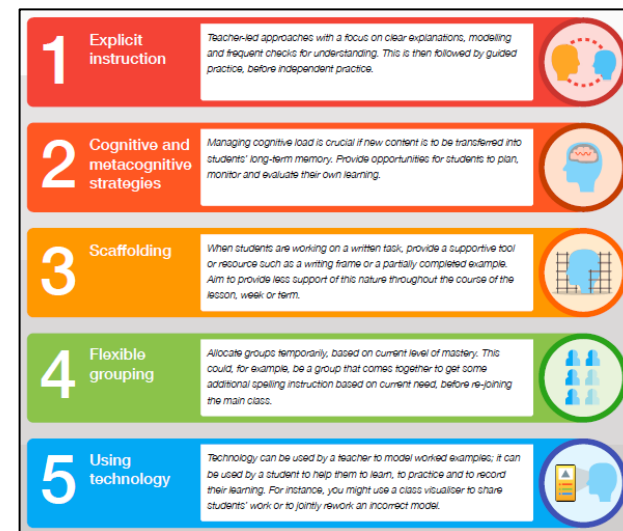 1
Explicit
instruction
Teacher-led approaches with a focus on clear explanations, modelling
and frequent checks for understanding. This is then followed by guided
practice, before independent practice.
2
Cognitive and
metacognitive
strategies
Managing cognitive load is crucial if new content is to be transferred into
students' long-term memory. Provide opportunities for students to plan,
monitor and evaluate their own learning.
3
Scaffolding
When students are working on a written task, provide a supportive tool
or resource such as a writing frame or a partially completed example.
Aim to provide less support of this nature throughout the course of the
lesson, week or term.
4
Flexible
grouping
Allocate groups temporarily, based on current level of mastery. This
could, for example, be a group that comes together to get some
additional spelling instruction based on current need, before re-joining
the main class.
5
Using
technology
Technology can be used by a teacher to model worked examples; it can
be used by a student to help them to learn, to practice and to record
their learning. For instance, you might use a class visualiser to share
students' work or to jointly rework an incorrect model.